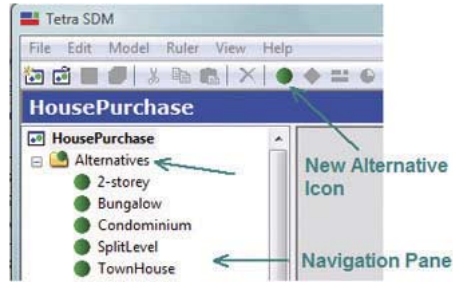 Tetra SDM
File Edit Model Ruler View Help
HousePurchase
HousePurchase
Alternatives
2-storey
Bungalow
Condominium
SplitLevel
TownHouse
New Alternative
Icon
Navigation Pane